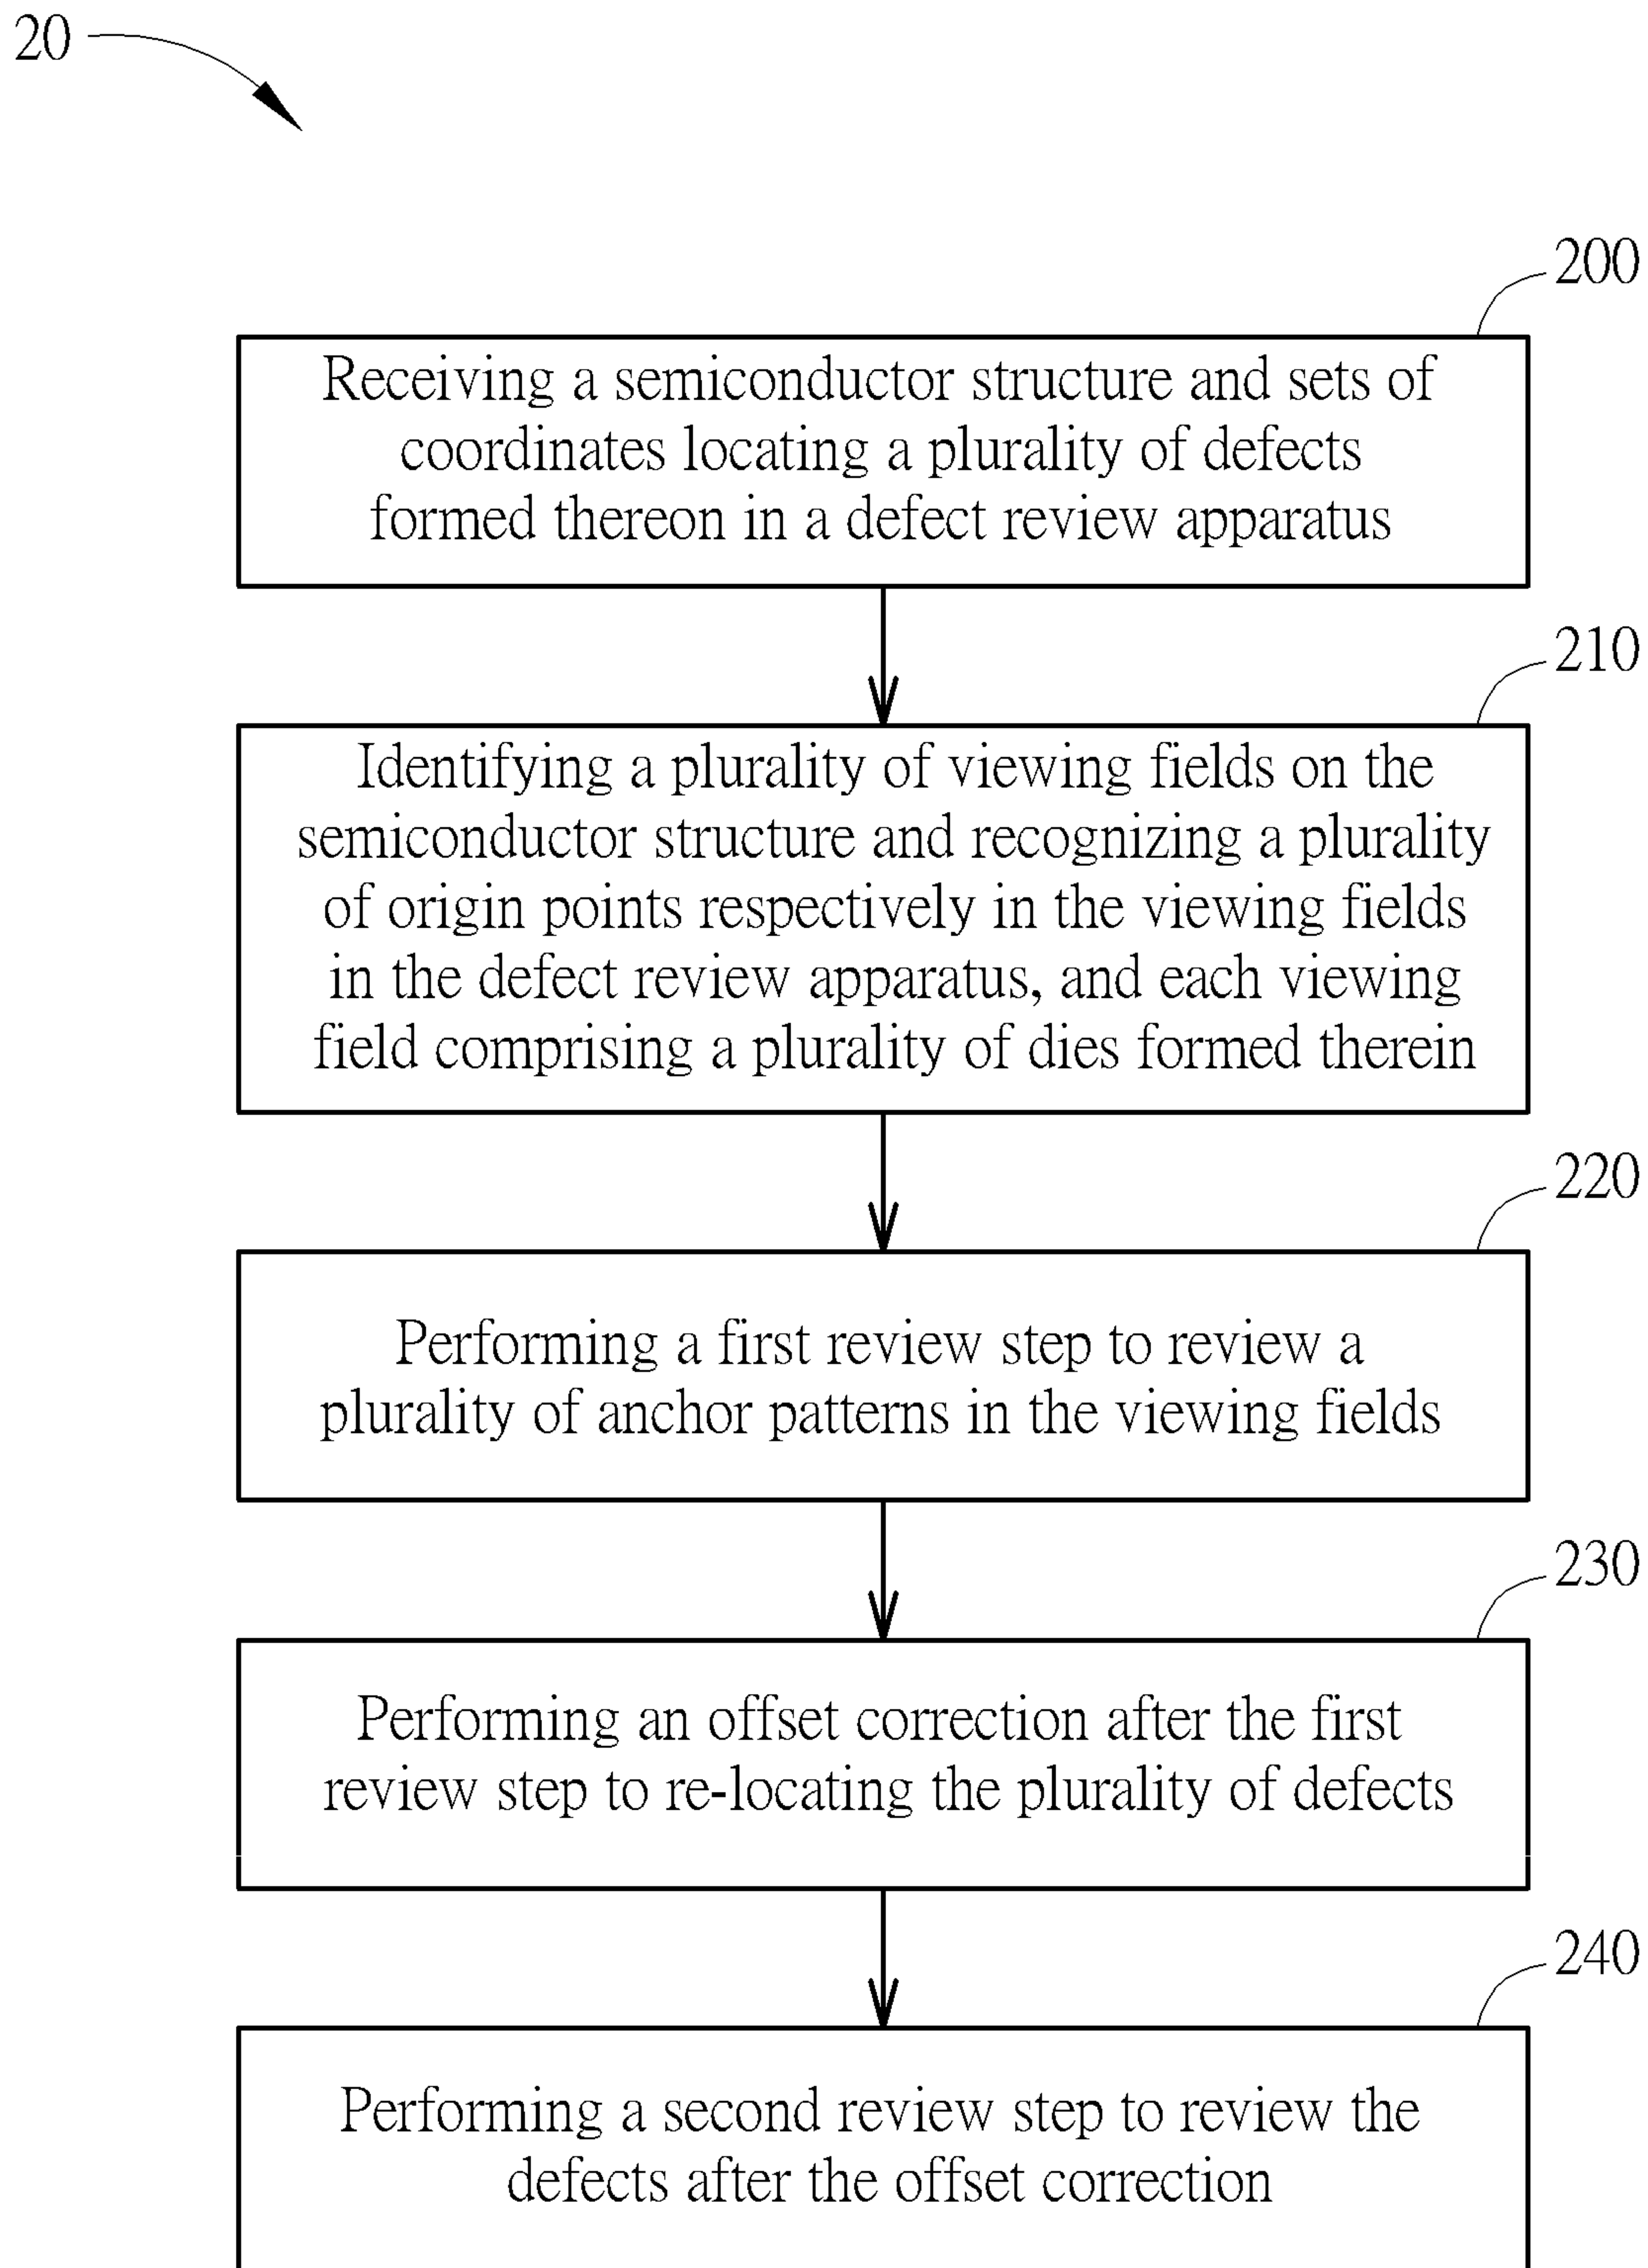 20
200
Receiving a semiconductor structure and sets of
coordinates locating a plurality of defects
formed thereon in a defect review apparatus
210
Identifying a plurality of viewing fields on the
semiconductor structure and recognizing a plurality
of origin points respectively in the viewing fields
in the defect review apparatus, and each viewing
field comprising a plurality of dies formed therein
220
Performing a first review step to review a
plurality of anchor patterns in the viewing fields
230
Performing an offset correction after the first
review step to re-locating the plurality of defects
240
Performing a second review step to review the
defects after the offset correction